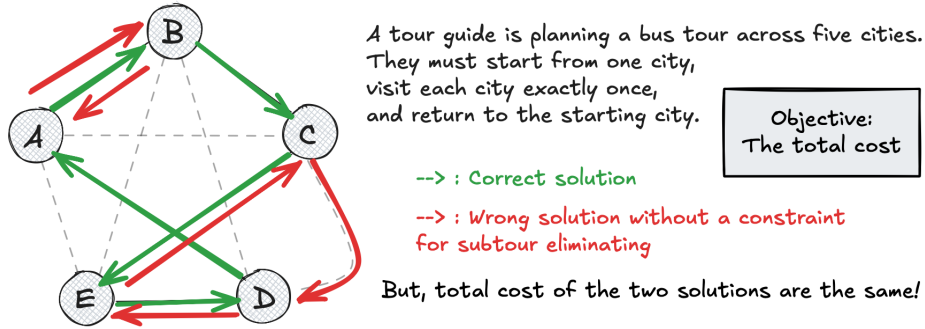 B
A
C
E
D
A tour guide is planning a bus tour across five cities.
They must start from one city,
visit each city exactly once,
and return to the starting city.
Objective:
The total cost
--> : Correct solution
--> : Wrong solution without a constraint
for subtour eliminating
But, total cost of the two solutions are the same!